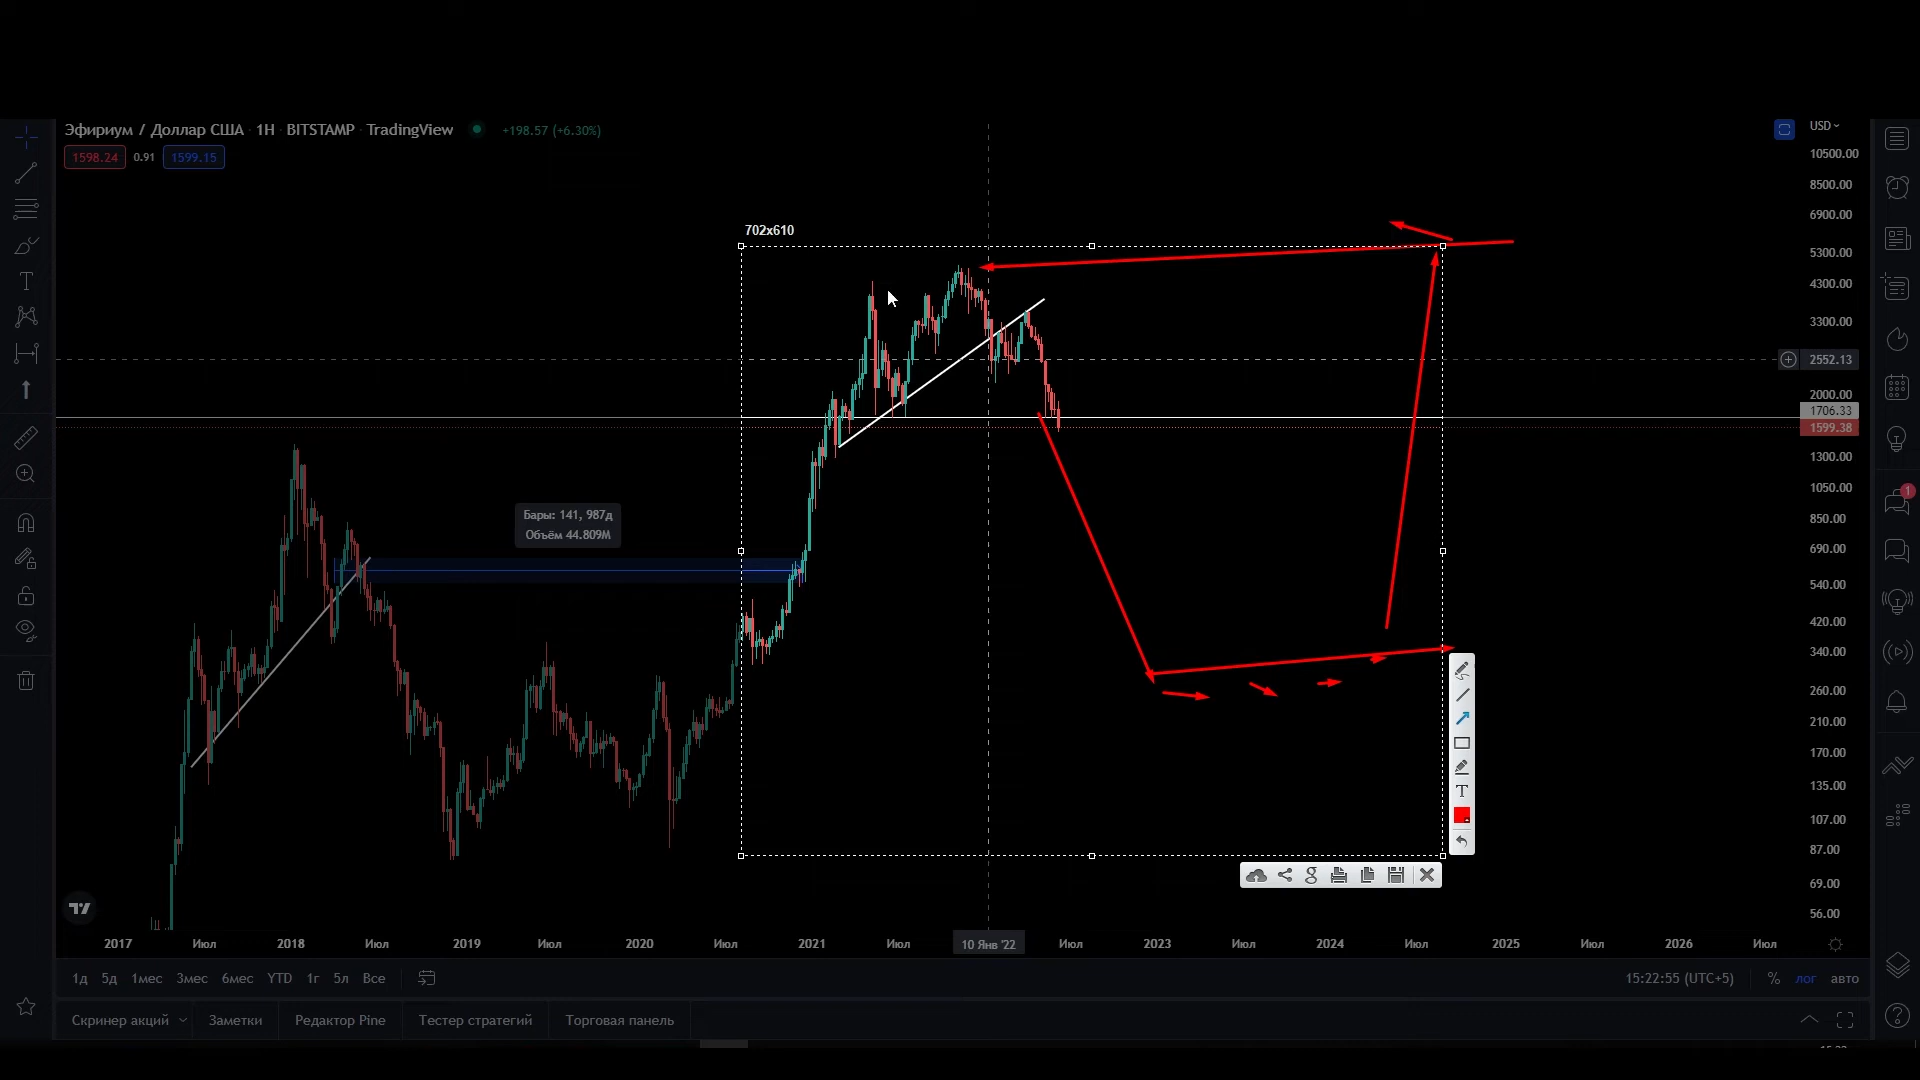 Эфириум / Доллар США · 1Н · BITSTAMP · TradingView
+198.57 (+6.30%)
1598.24
0.91
1599.15
USD
10500.00
8500.00
6900.00
5300.00
4300.00
3300.00
2552.13
2000.00
1706.33
1599.38
1300.00
1050.00
850.00
690.00
540.00
420.00
340.00
260.00
210.00
170.00
135.00
107.00
87.00
69.00
56.00
702x610
Бары: 141, 987д
Объём 44.809M
1
T
T
g
2017 Июл 2018 Июл 2019 Июл 2020 Июл 2021 Июл 10 Янв '22 Июл 2023 Июл 2024 Июл 2025 Июл 2026 Июл
1д 5д 1мес 3мес 6мес YTD 1г 5л Все
15:22:55 (UTC+5) % лог авто
Скринер акций Заметки Редактор Pine Тестер стратегий Торговая панель